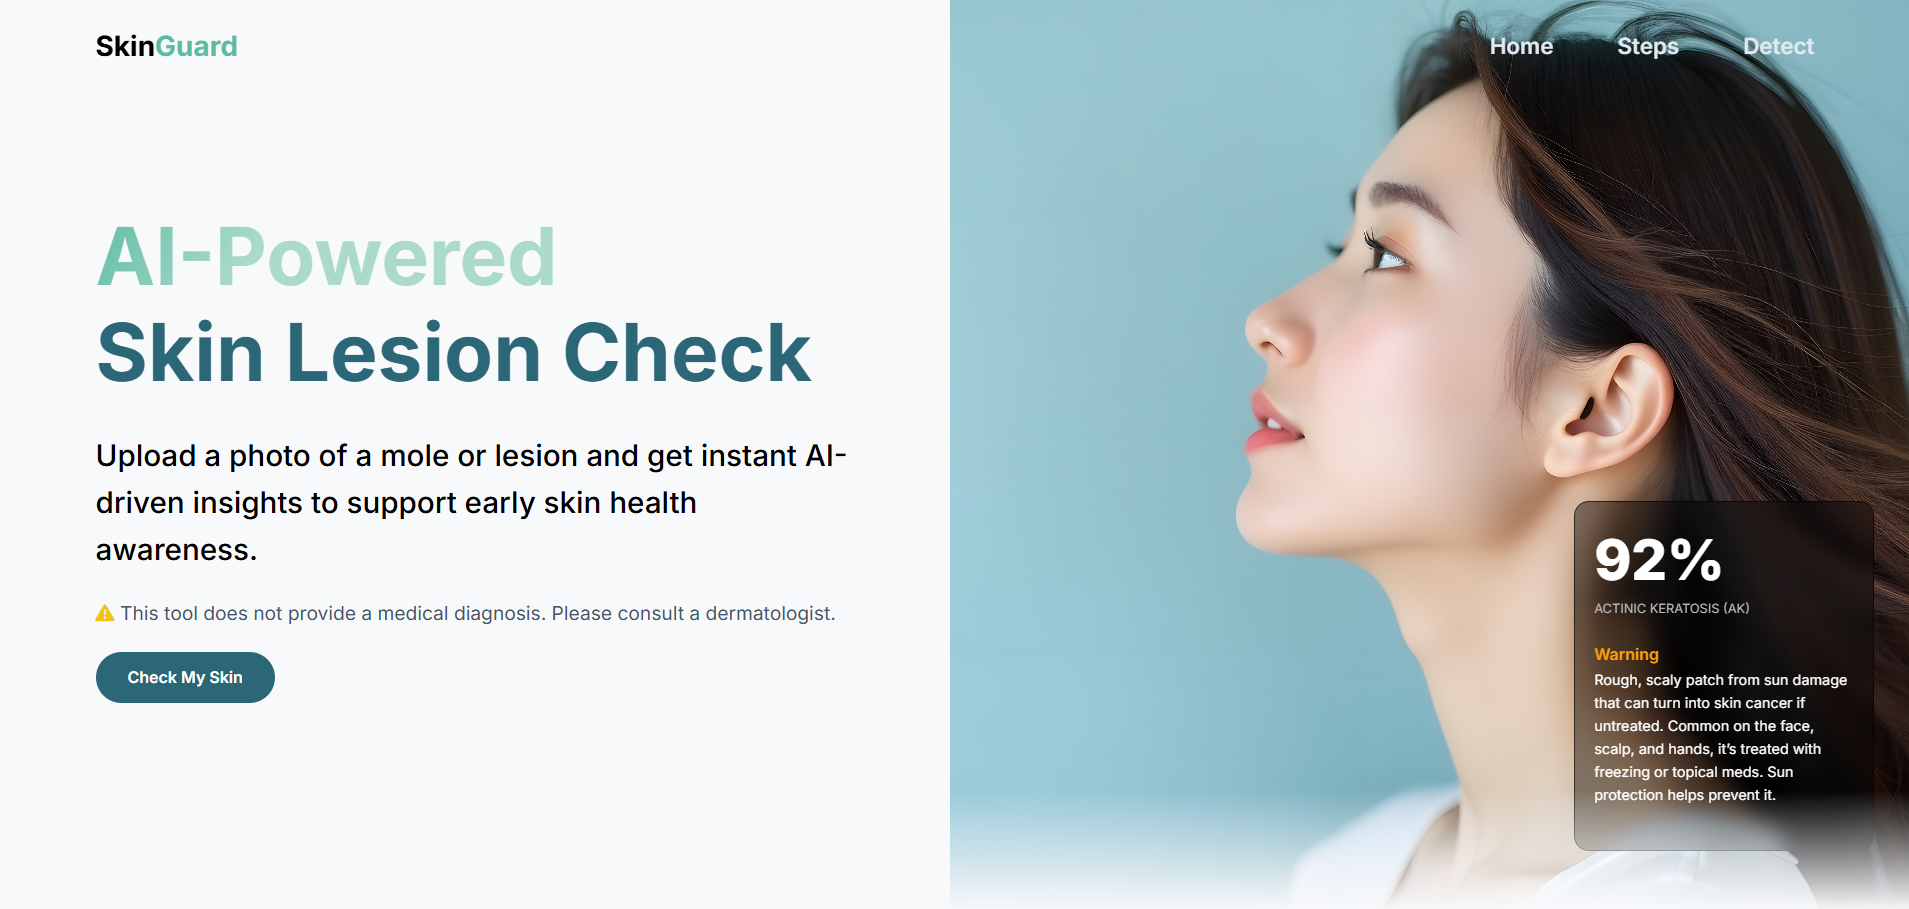 SkinGuard
Home Steps Detect
AI-Powered
Skin Lesion Check
Upload a photo of a mole or lesion and get instant AI-
driven insights to support early skin health
awareness.
This tool does not provide a medical diagnosis. Please consult a dermatologist.
Check My Skin
92%
ACTINIC KERATOSIS (AK)
Warning
Rough, scaly patch from sun damage
that can turn into skin cancer if
untreated. Common on the face,
scalp, and hands, it’s treated with
freezing or topical meds. Sun
protection helps prevent it.